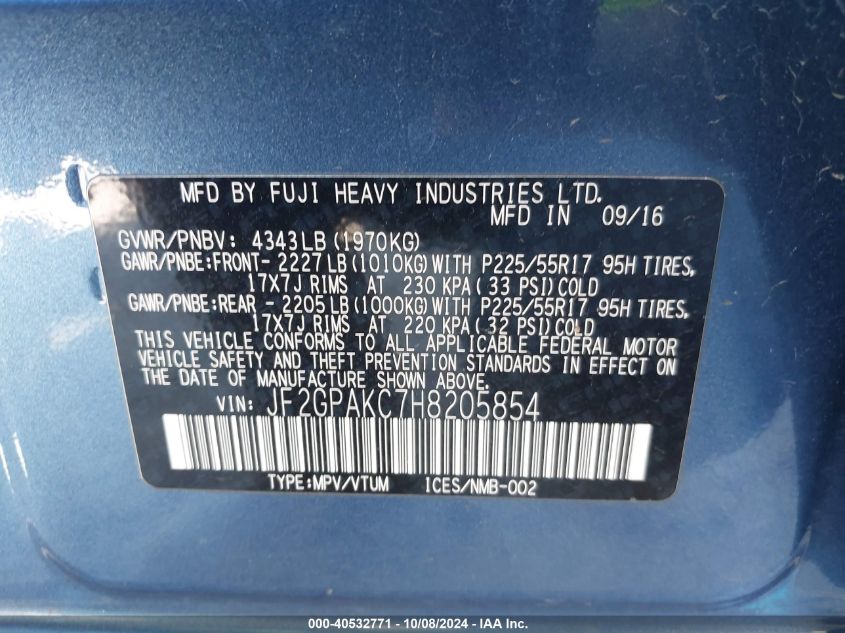 MFD BY FUJI HEAVY INDUSTRIES LTD.
MFD IN 09/16
GVWR/PNBV: 4343LB (1970KG)
GAWR/PNBE:FRONT- 2227LB(1010KG)WITH P225/55R17 95H TIRES,
17X7J RIMS AT 230 KPA( 33 PSI)COLD
GAWR/PNBE:REAR - 2205LB(1000KG)WITH P225/55R17 95H TIRES,
17X7J RIMS AT 220 KPA( 32 PSI)COLD
THIS VEHICLE CONFORMS TO ALL APPLICABLE FEDERAL MOTOR
VEHICLE SAFETY AND THEFT PREVENTION STANDARDS IN EFFECT ON
THE DATE OF MANUFACTURE SHOWN ABOVE.
VIN: JF2GPAKC7H8205854
TYPE:MPV/VTUM ICES/NMB-002
000-40532771 - 10/08/2024 - IAA Inc.